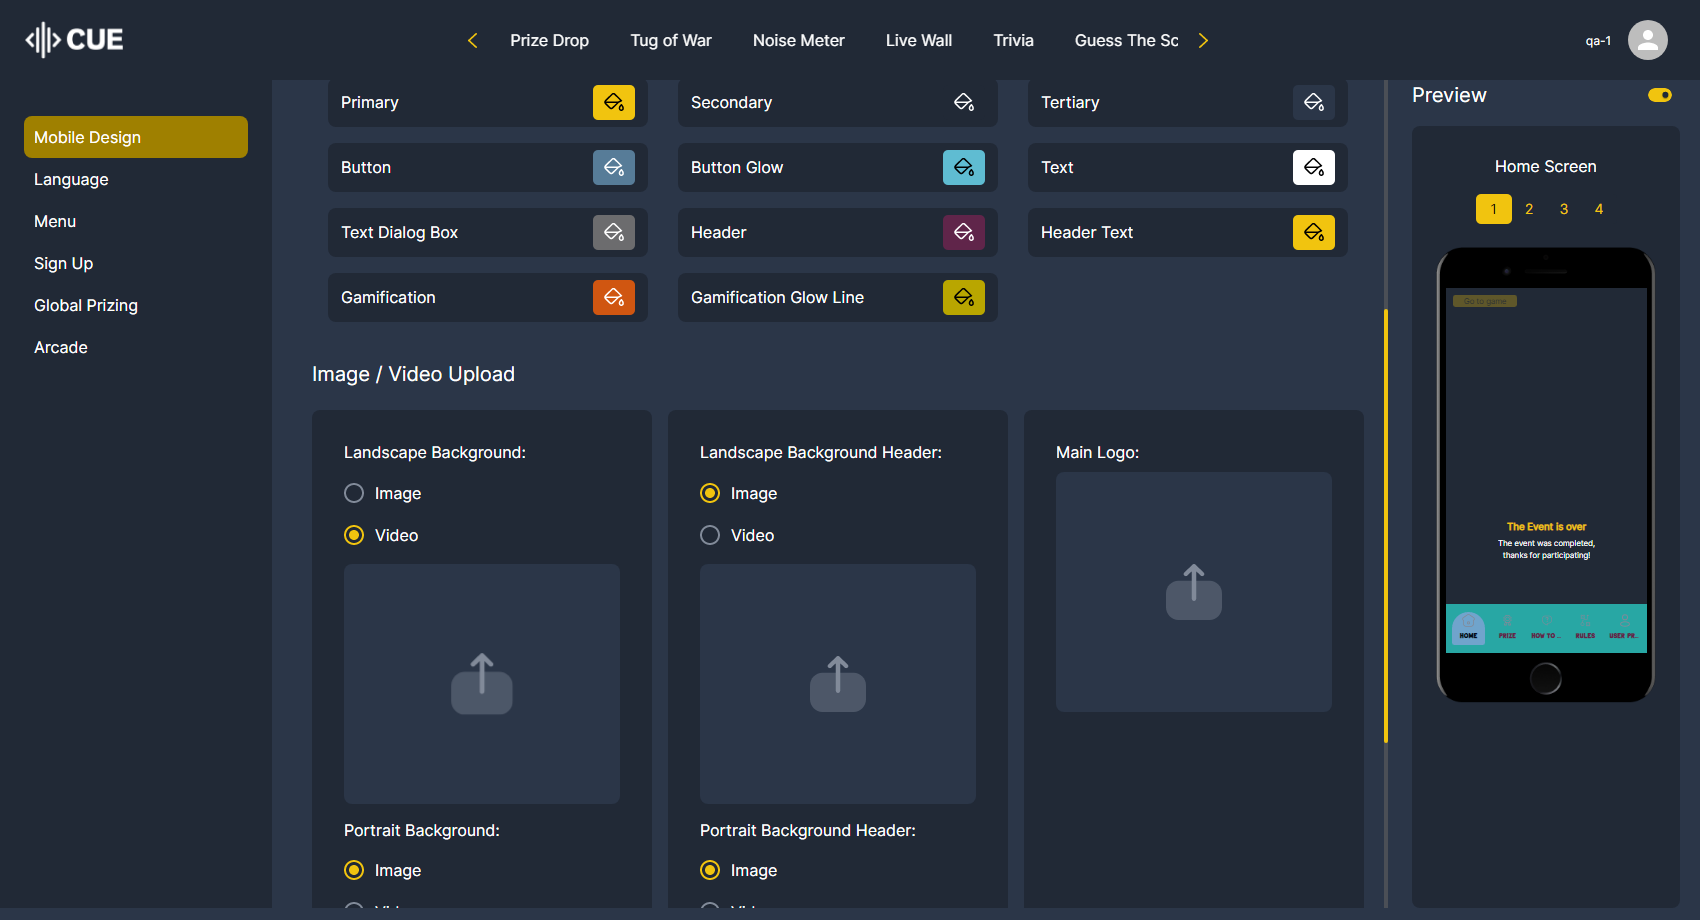 CUE
Prize Drop
Tug of War
Noise Meter
Live Wall
Trivia
Guess The Sc
qa-1
Mobile Design
Language
Menu
Sign Up
Global Prizing
Arcade
Primary
Secondary
Tertiary
Button
Button Glow
Text
Text Dialog Box
Header
Header Text
Gamification
Gamification Glow Line
Image / Video Upload
Landscape Background:
Image
Video
Landscape Background Header:
Image
Video
Main Logo:
Portrait Background:
Image
Portrait Background Header:
Image
Preview
Home Screen
1 2 3 4
Go to game
The Event is over
The event was completed,
thanks for participating!
HOME PRIZE HOW TO ... RULES USER PR...